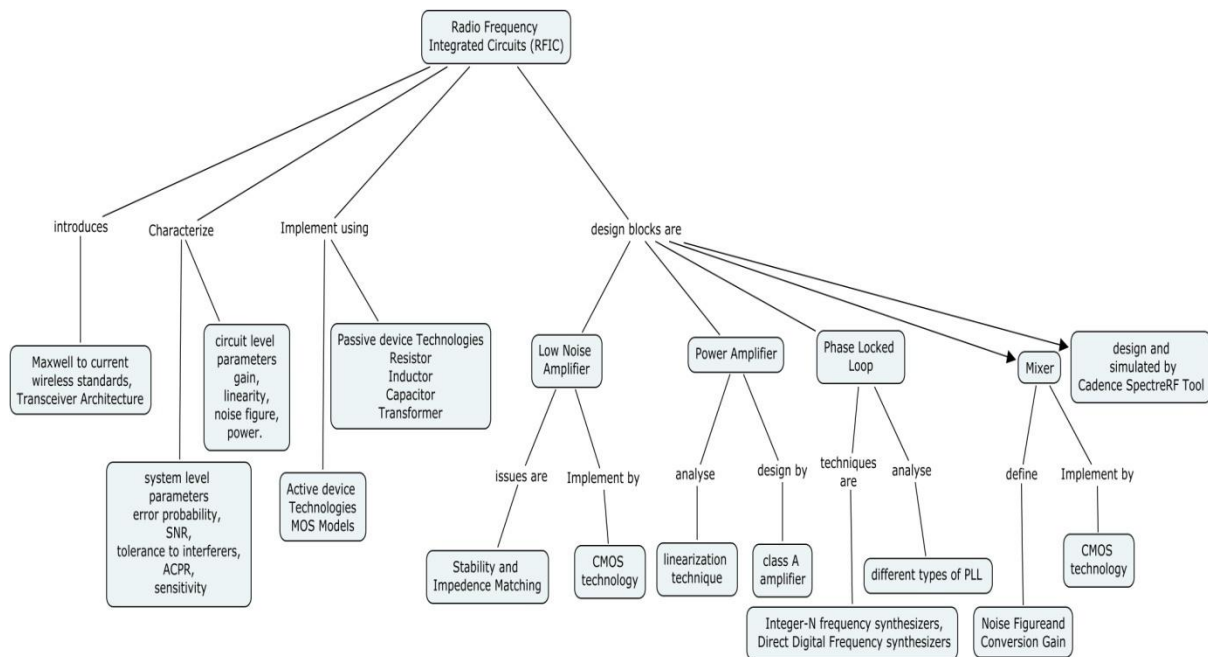 Radio Frequency
Integrated Circuits (RFIC)
introduces
Characterize
Implement using
design blocks are
Maxwell to current
wireless standards,
Transceiver Architecture
circuit level
parameters
gain,
linearity,
noise figure,
power.
Passive device Technologies
Resistor
Inductor
Capacitor
Transformer
Low Noise
Amplifier
Power Amplifier
Phase Locked
Loop
Mixer
design and
simulated by
Cadence SpectreRF Tool
system level
parameters
error probability,
SNR,
tolerance to interferers,
ACPR,
sensitivity
Active device
Technologies
MOS Models
issues are
Implement by
analyse
design by
techniques
are
analyse
define
Implement by
Stability and
Impedence Matching
CMOS
technology
linearization
technique
class A
amplifier
different types of PLL
CMOS
technology
Integer-N frequency synthesizers,
Direct Digital Frequency synthesizers
Noise Figureand
Conversion Gain